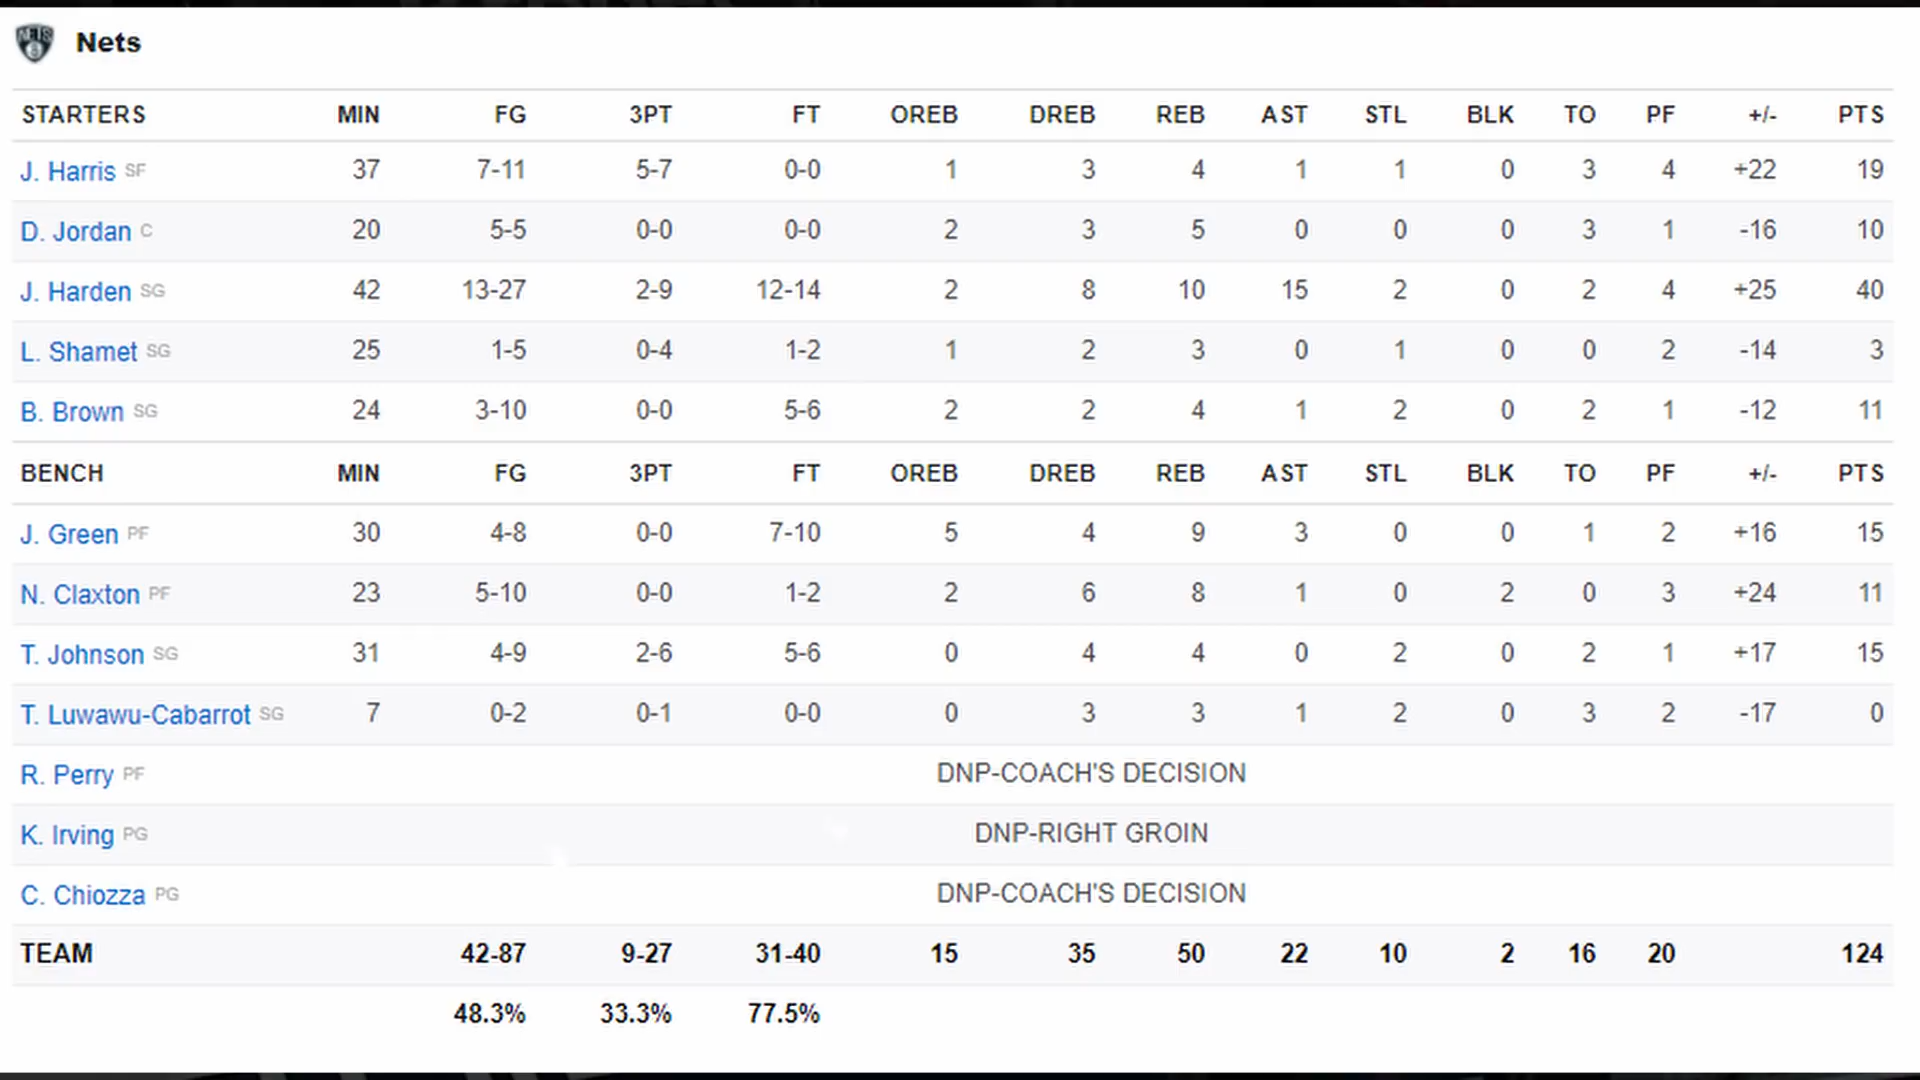 Nets
STARTERS MIN FG 3PT FT OREB DREB REB AST STL BLK TO PF +/- PTS
J. Harris SF 37 7-11 5-7 0-0 1 3 4 1 1 0 3 4 +22 19
D. Jordan C 20 5-5 0-0 0-0 2 3 5 0 0 0 3 1 -16 10
J. Harden SG 42 13-27 2-9 12-14 2 8 10 15 2 0 2 4 +25 40
L. Shamet SG 25 1-5 0-4 1-2 1 2 3 0 1 0 0 2 -14 3
B. Brown SG 24 3-10 0-0 5-6 2 2 4 1 2 0 2 1 -12 11
BENCH MIN FG 3PT FT OREB DREB REB AST STL BLK TO PF +/- PTS
J. Green PF 30 4-8 0-0 7-10 5 4 9 3 0 0 1 2 +16 15
N. Claxton PF 23 5-10 0-0 1-2 2 6 8 1 0 2 0 3 +24 11
T. Johnson SG 31 4-9 2-6 5-6 0 4 4 0 2 0 2 1 +17 15
T. Luwawu-Cabarrot SG 7 0-2 0-1 0-0 0 3 3 1 2 0 3 2 -17 0
R. Perry PF DNP-COACH'S DECISION
K. Irving PG DNP-RIGHT GROIN
C. Chiozza PG DNP-COACH'S DECISION
TEAM 42-87 9-27 31-40 15 35 50 22 10 2 16 20 124
48.3% 33.3% 77.5%